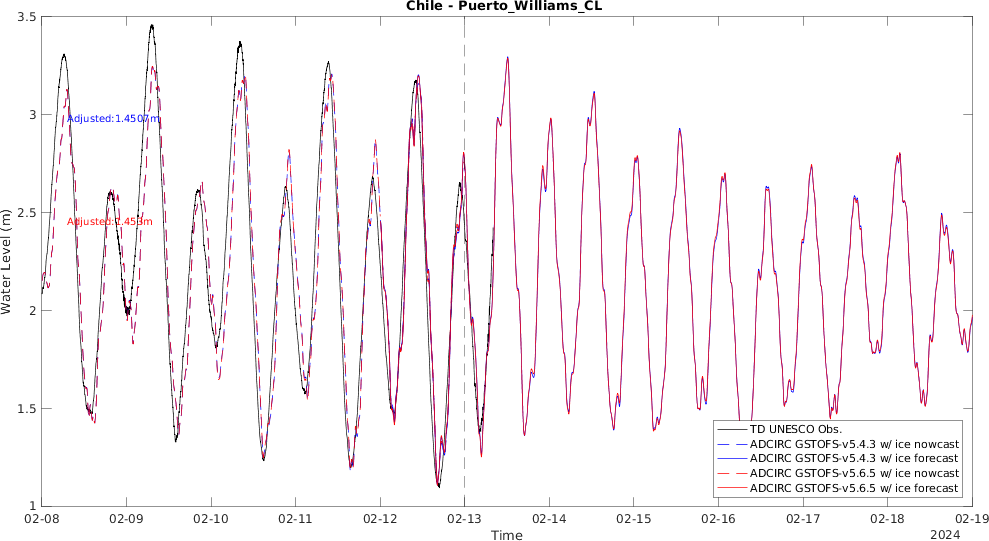 Chile - Puerto_Williams_CL
3.5
3
2.5
2
1.5
1
Water Level (m)
Adjusted:1.4507m
Adjusted:1.453m
TD UNESCO Obs.
ADCIRC GSTOFS-v5.4.3 w/ ice nowcast
ADCIRC GSTOFS-v5.4.3 w/ ice forecast
ADCIRC GSTOFS-v5.6.5 w/ ice nowcast
ADCIRC GSTOFS-v5.6.5 w/ ice forecast
02-08 02-09 02-10 02-11 02-12 02-13 02-14 02-15 02-16 02-17 02-18 02-19
Time
2024